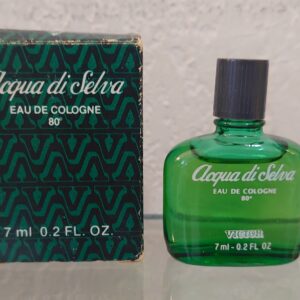 Acqua di Selva
EAU DE COLOGNE
80°
7 ml 0.2 FL. OZ.
Acqua di Selva
EAU DE COLOGNE
80°
VICTOR
7 ml - 0.2 FL. OZ